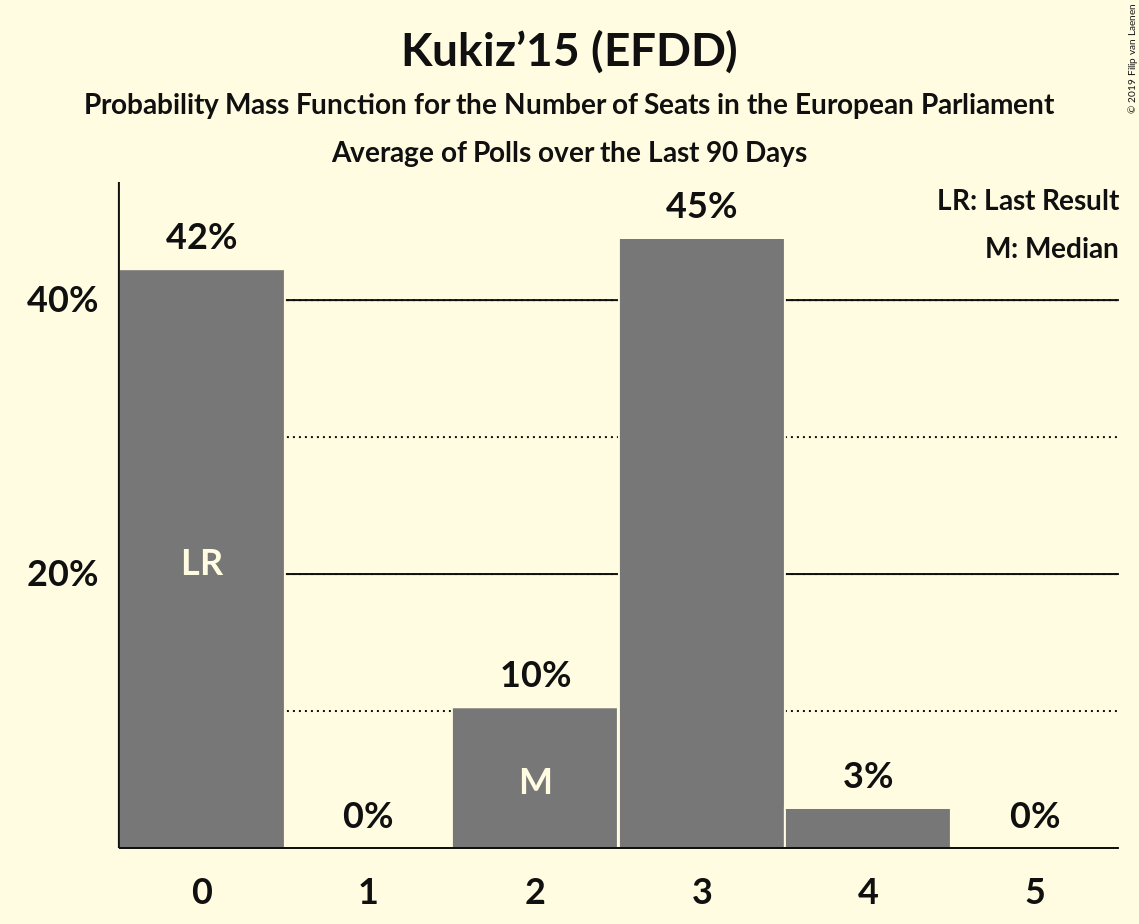 Kukiz’15 (EFDD)
Probability Mass Function for the Number of Seats in the European Parliament
Average of Polls over the Last 90 Days
© 2019 Filip van Laenen
LR: Last Result
M: Median
42%
45%
40%
LR
20%
10%
M
3%
0%
0%
0 1 2 3 4 5